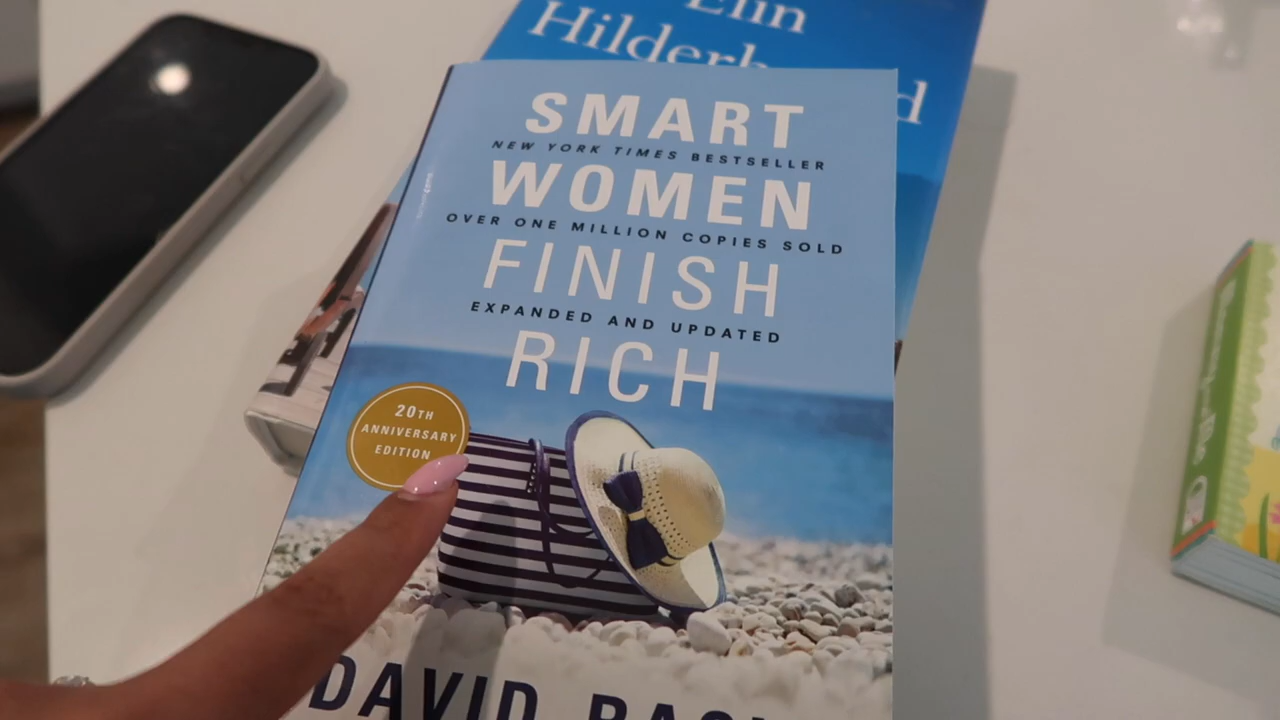 Elin
SMART
NEW YORK TIMES BESTSELLER
WOMEN
OVER ONE MILLION COPIES SOLD
FINISH
EXPANDED AND UPDATED
RICH
20TH
ANNIVERSARY
EDITION
DAVID